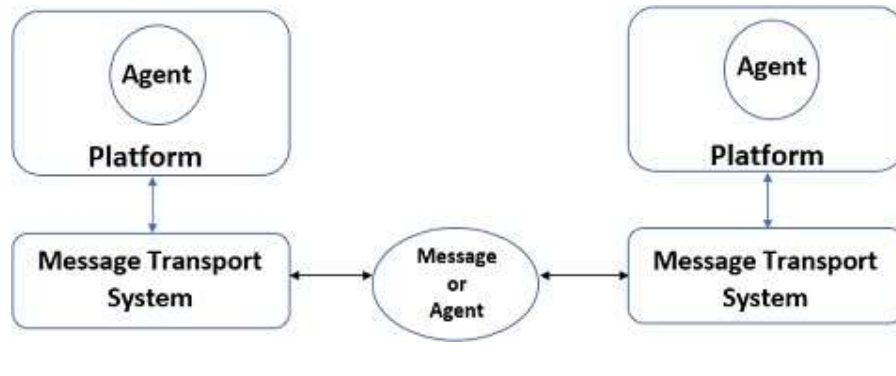 Agent
Platform
Agent
Platform
Message Transport
System
Message
or
Agent
Message Transport
System